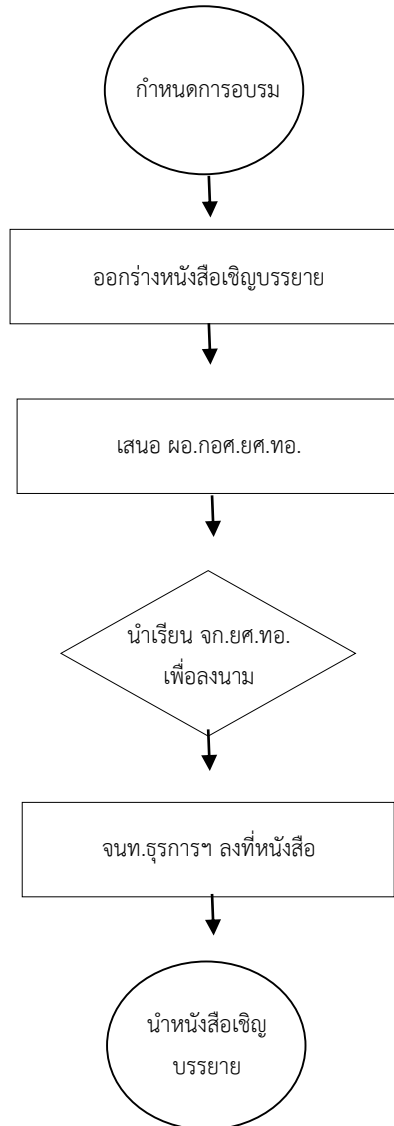 กำหนดการอบรม
ออกร่างหนังสือเชิญบรรยาย
เสนอ ผอ.กอศ.ยศ.ทอ.
นำเรียน จก.ยศ.ทอ.
เพื่อลงนาม
จนท.ธุรการฯ ลงที่หนังสือ
นำหนังสือเชิญ
บรรยาย